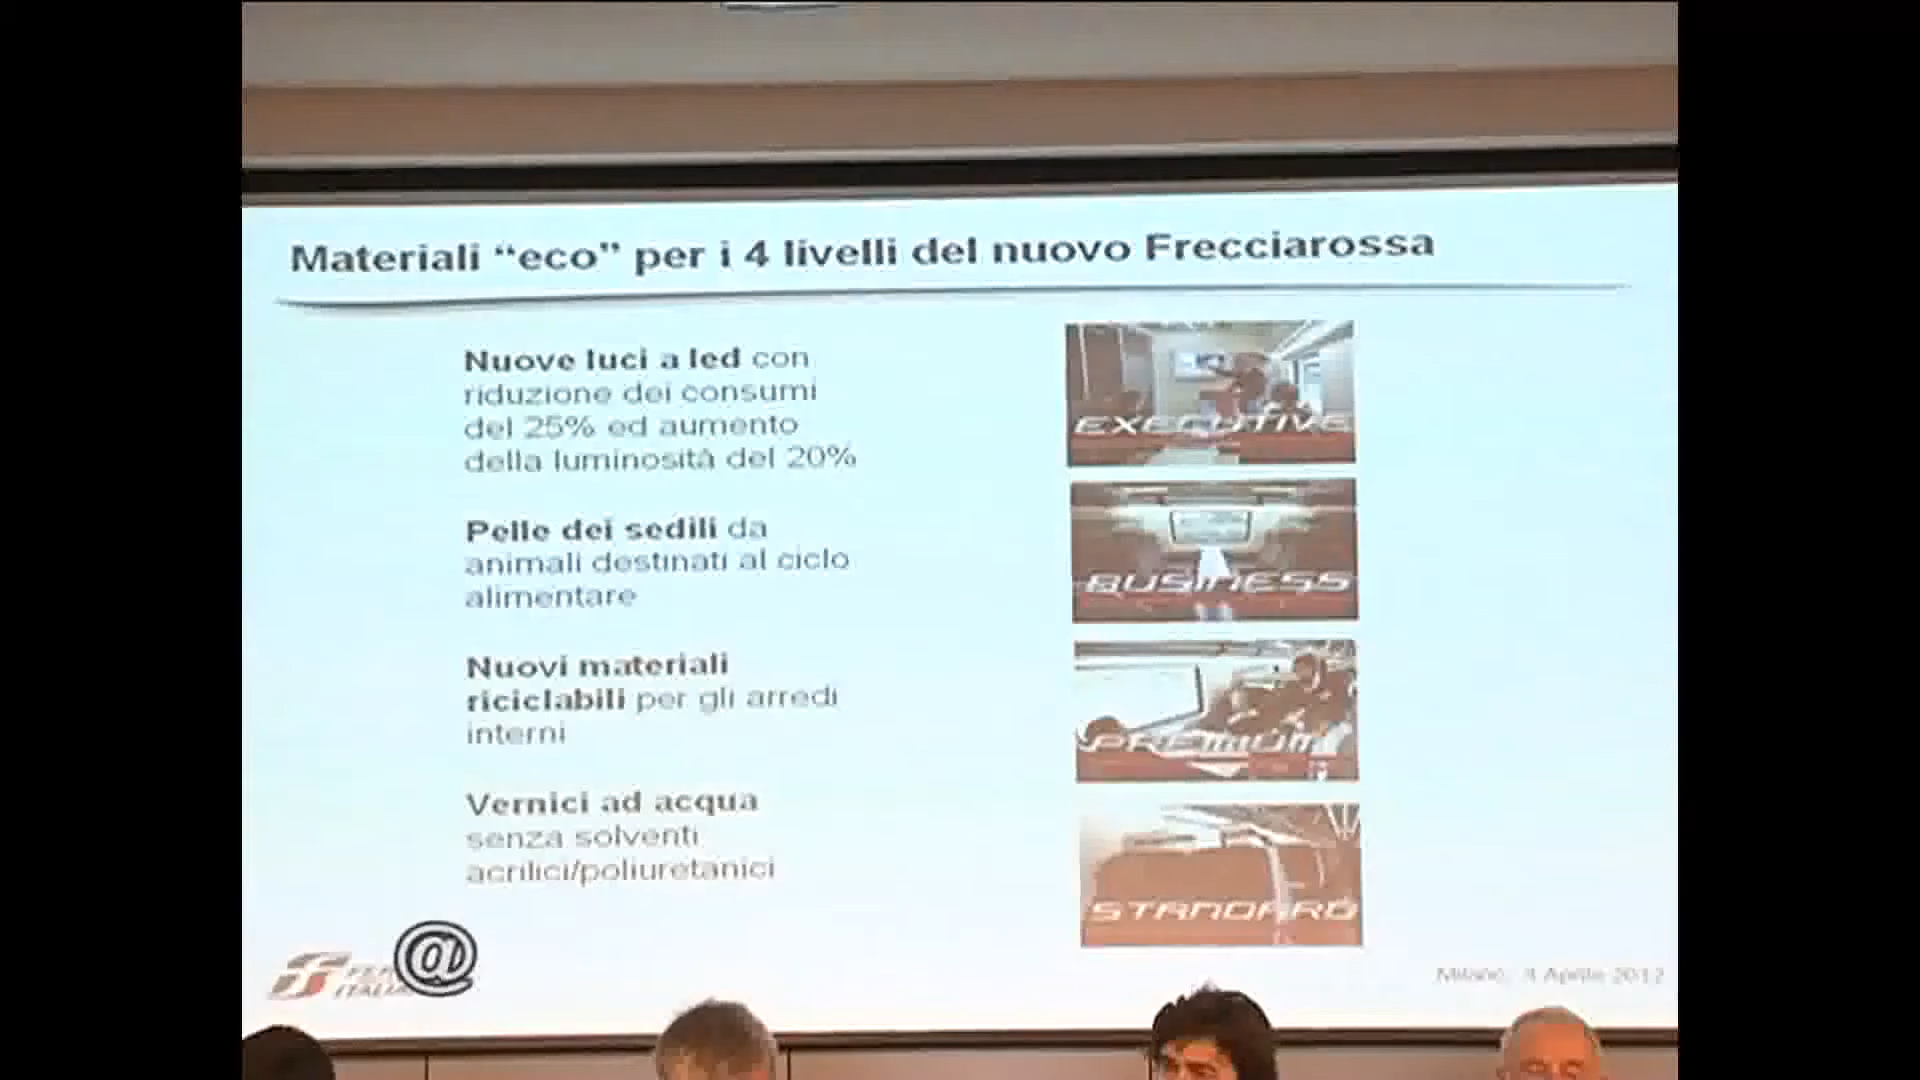 Materiali “eco” per i 4 livelli del nuovo Frecciarossa
Nuove luci a led con
riduzione dei consumi
del 25% ed aumento
della luminosità del 20%
Pelle dei sedili da
animali destinati al ciclo
alimentare
Nuovi materiali
riciclabili per gli arredi
interni
Vernici ad acqua
senza solventi
acrilici/poliuretanici
EXECUTIVE
BUSINESS
PREMIUM
STANDARD
@
Milano, Aprile 2012